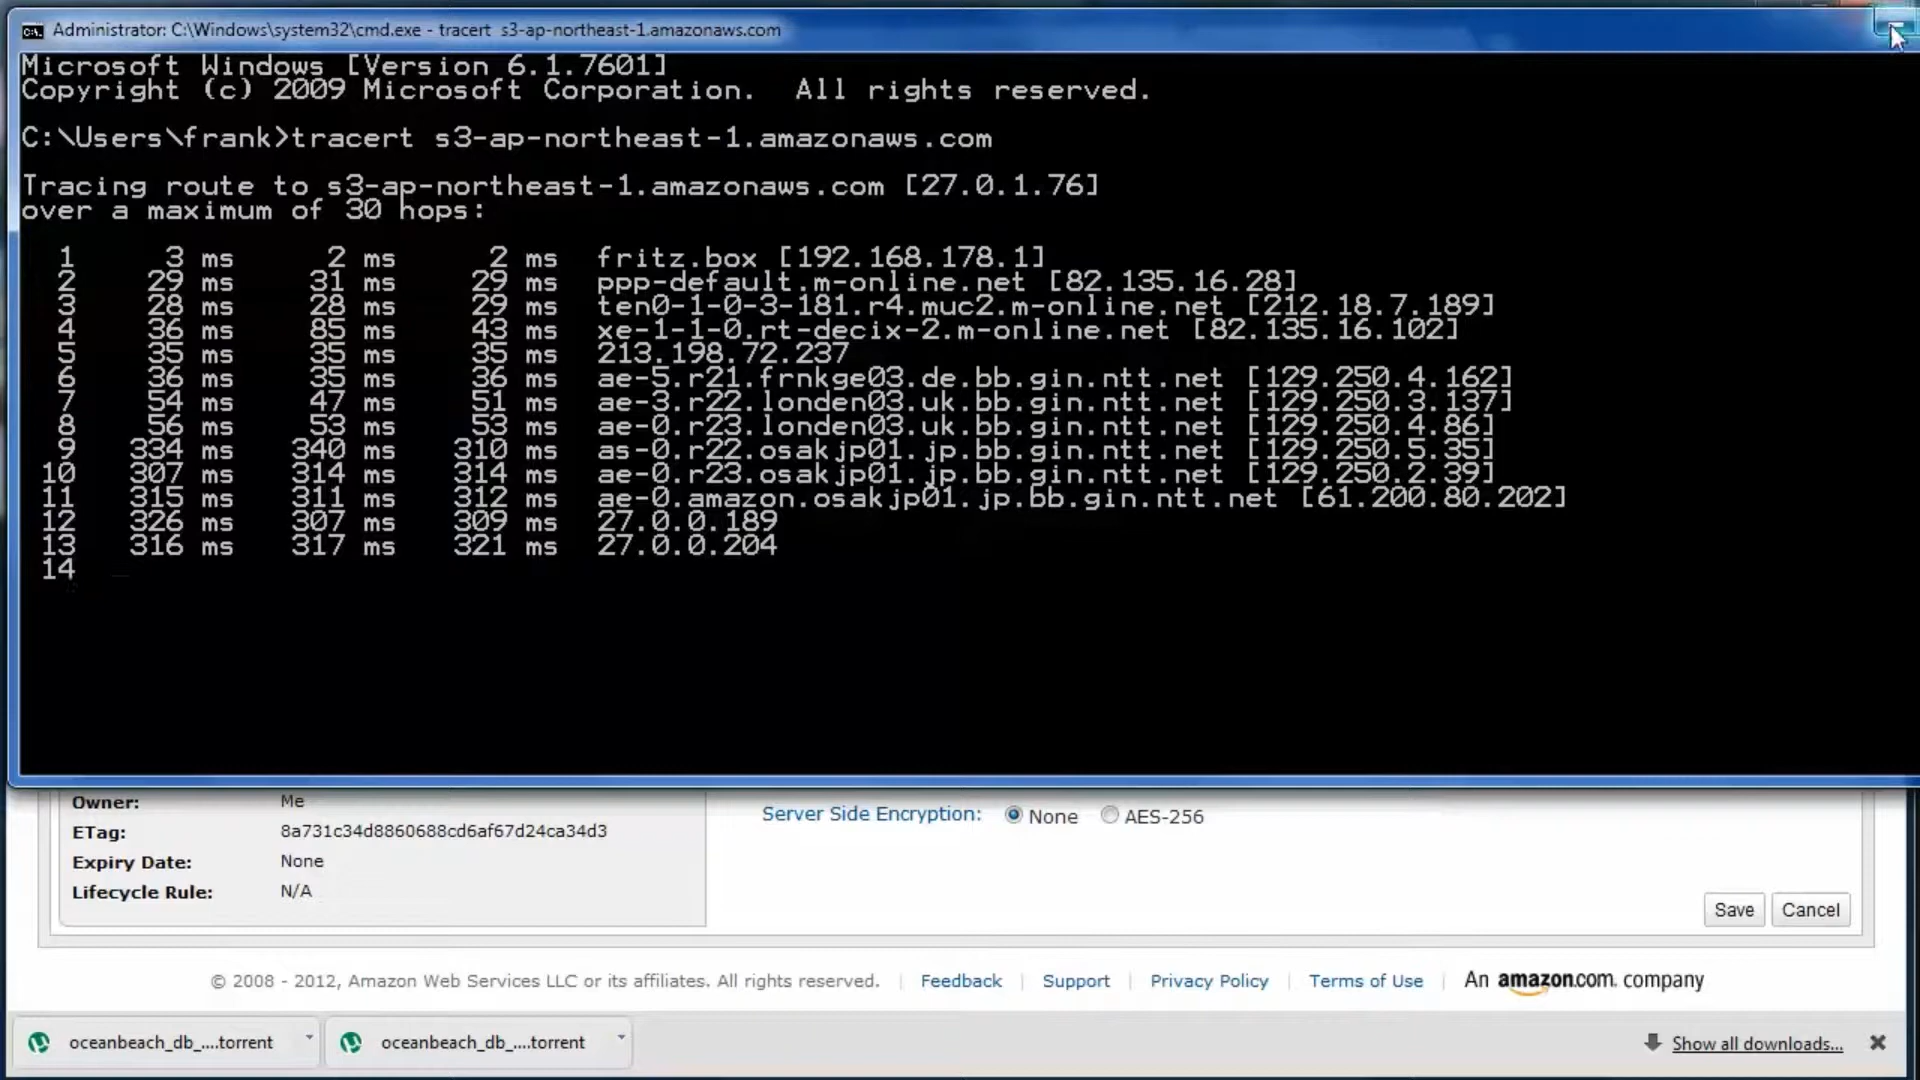 Administrator: C:\Windows\system32\cmd.exe - tracert  s3-ap-northeast-1.amazonaws.com
Microsoft Windows [Version 6.1.7601]
Copyright (c) 2009 Microsoft Corporation.  All rights reserved.
C:\Users\frank>tracert s3-ap-northeast-1.amazonaws.com
Tracing route to s3-ap-northeast-1.amazonaws.com [27.0.1.76]
over a maximum of 30 hops:
1     3 ms     2 ms     2 ms  fritz.box [192.168.178.1]
2    29 ms    31 ms    29 ms  ppp-default.m-online.net [82.135.16.28]
3    28 ms    28 ms    29 ms  ten0-1-0-3-181.r4.muc2.m-online.net [212.18.7.189]
4    36 ms    85 ms    43 ms  xe-1-1-0.rt-decix-2.m-online.net [82.135.16.102]
5    35 ms    35 ms    35 ms  213.198.72.237
6    36 ms    35 ms    36 ms  ae-5.r21.frnkge03.de.bb.gin.ntt.net [129.250.4.162]
7    54 ms    47 ms    51 ms  ae-3.r22.londen03.uk.bb.gin.ntt.net [129.250.3.137]
8    56 ms    53 ms    53 ms  ae-0.r23.londen03.uk.bb.gin.ntt.net [129.250.4.86]
9   334 ms   340 ms   310 ms  as-0.r22.osakjp01.jp.bb.gin.ntt.net [129.250.5.35]
10   307 ms   314 ms   314 ms  ae-0.r23.osakjp01.jp.bb.gin.ntt.net [129.250.2.39]
11   315 ms   311 ms   312 ms  ae-0.amazon.osakjp01.jp.bb.gin.ntt.net [61.200.80.202]
12   326 ms   307 ms   309 ms  27.0.0.189
13   316 ms   317 ms   321 ms  27.0.0.204
14
Owner: Me
ETag: 8a731c34d8860688cd6af67d24ca34d3
Expiry Date: None
Lifecycle Rule: N/A
Server Side Encryption: None AES-256
Save Cancel
© 2008 - 2012, Amazon Web Services LLC or its affiliates. All rights reserved. | Feedback | Support | Privacy Policy | Terms of Use | An amazon.com. company
oceanbeach_db_....torrent oceanbeach_db_....torrent Show all downloads...